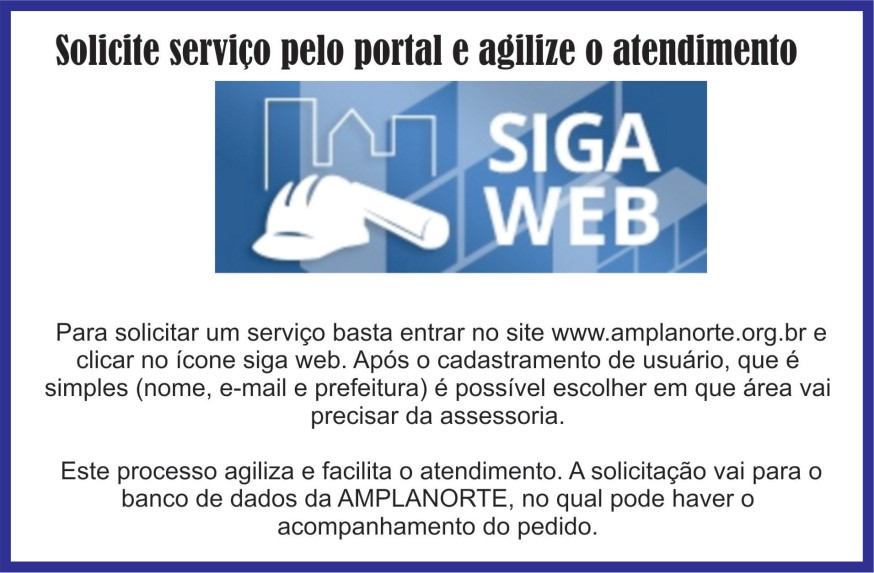 Solicite serviço pelo portal e agilize o atendimento
SIGA
WEB
Para solicitar um serviço basta entrar no site www.amplanorte.org.br e
clicar no ícone siga web. Após o cadastramento de usuário, que é
simples (nome, e-mail e prefeitura) é possível escolher em que área vai
precisar da assessoria.
Este processo agiliza e facilita o atendimento. A solicitação vai para o
banco de dados da AMPLANORTE, no qual pode haver o
acompanhamento do pedido.